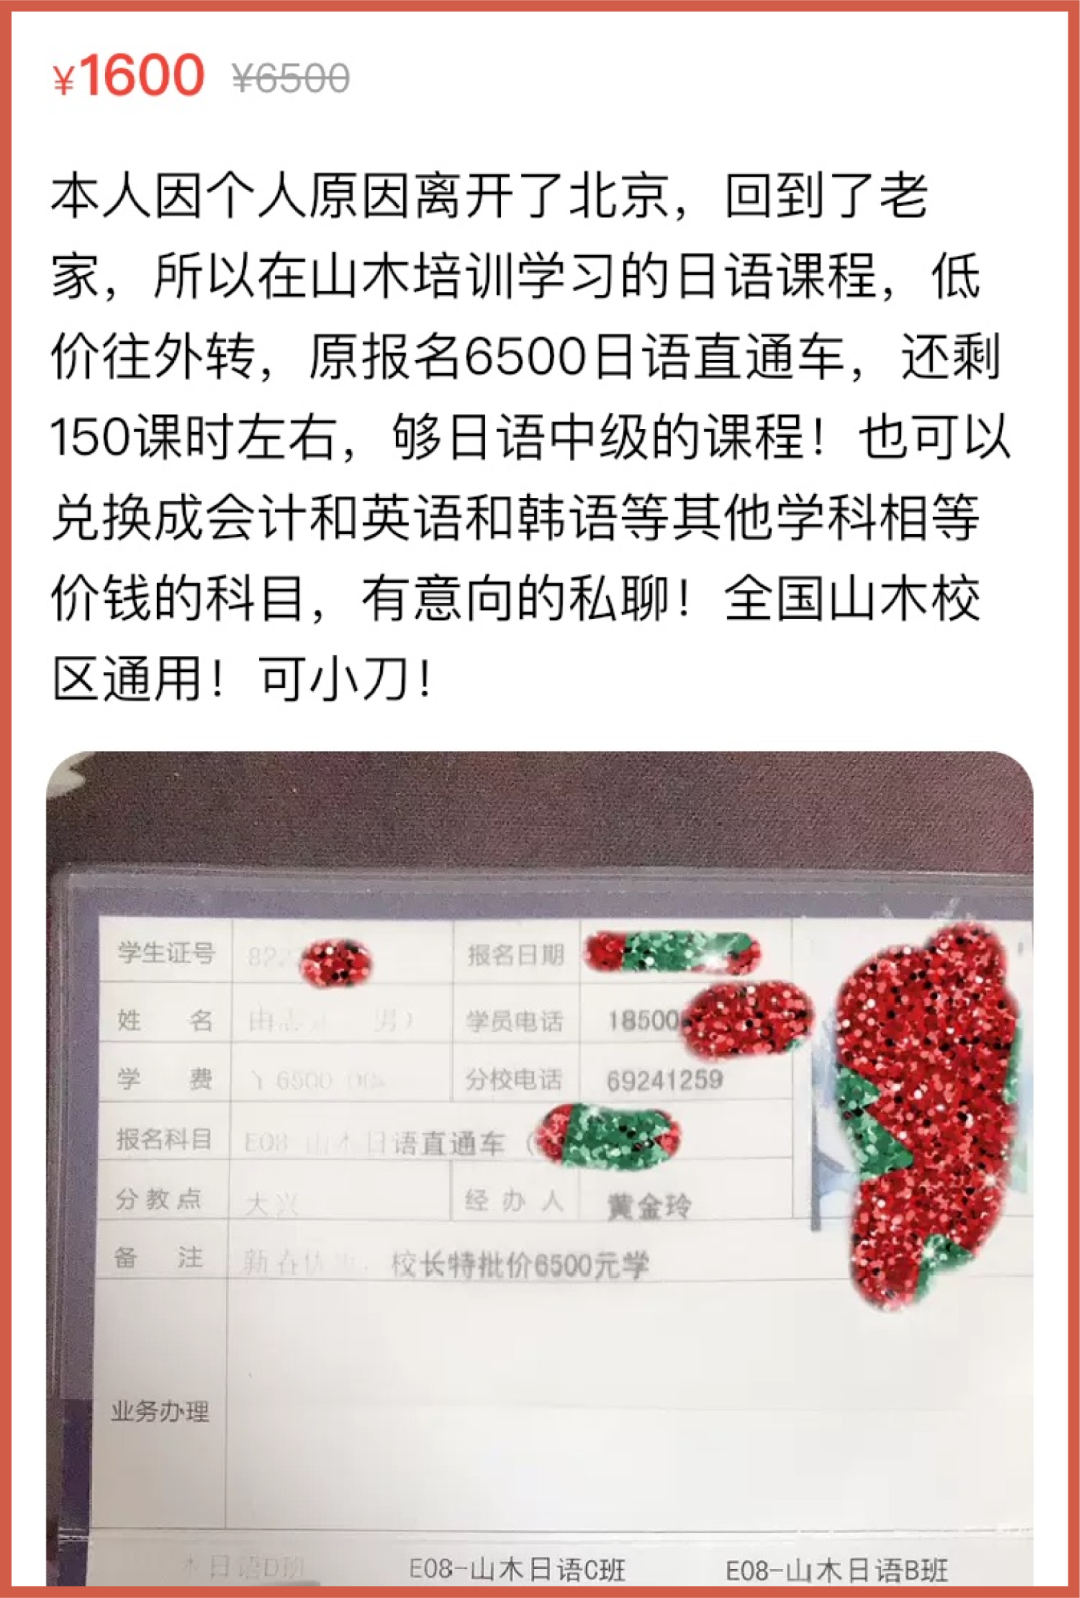 ¥1600 ¥6500
本人因个人原因离开了北京，回到了老
家，所以在山木培训学习的日语课程，低
价往外转，原报名6500日语直通车，还剩
150课时左右，够日语中级的课程！也可以
兑换成会计和英语和韩语等其他学科相等
价钱的科目，有意向的私聊！全国山木校
区通用！可小刀！
学生证号 822 报名日期
姓 名 由志 男） 学员电话 18500
学 费 ￥6500.00 分校电话 69241259
报名科目 E08-山木日语直通车（
分教点 大兴 经办人 黄金玲
备 注 新春优惠，校长特批价6500元学
业务办理
木日语D班 E08-山木日语C班 E08-山木日语B班